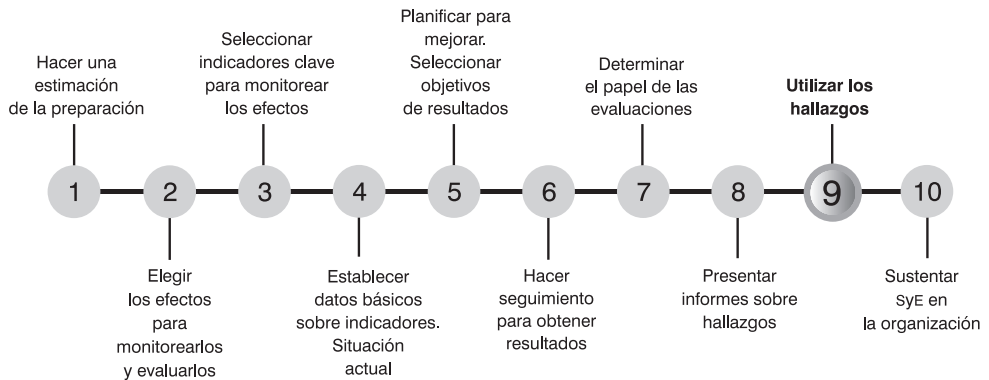 Hacer una
estimación
de la preparación
1
Elegir
los efectos
para
monitorearlos
y evaluarlos
2
Seleccionar
indicadores clave
para monitorear
los efectos
3
Establecer
datos básicos
sobre indicadores.
Situación
actual
4
Planificar para
mejorar.
Seleccionar
objetivos
de resultados
5
Hacer
seguimiento
para obtener
resultados
6
Determinar
el papel de las
evaluaciones
7
Presentar
informes sobre
hallazgos
8
Utilizar los
hallazgos
9
Sustentar
SyE en
la organización
10